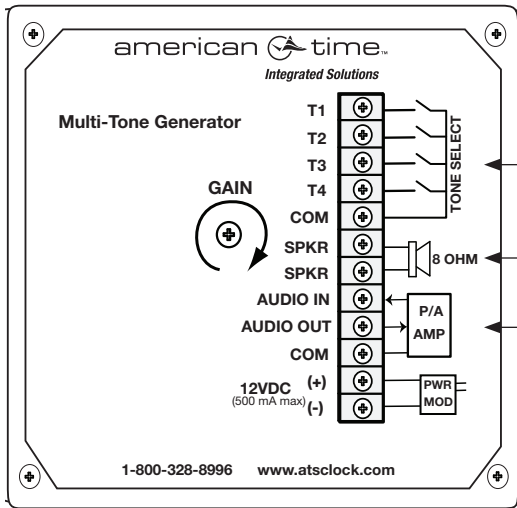 american time™
Integrated Solutions
Multi-Tone Generator
GAIN
T1
T2
T3
T4
COM
TONE SELECT
SPKR
SPKR
8 OHM
AUDIO IN
AUDIO OUT
COM
P/A
AMP
12VDC
(500 mA max)
(+)
(-)
PWR
MOD
1-800-328-8996 www.atsclock.com